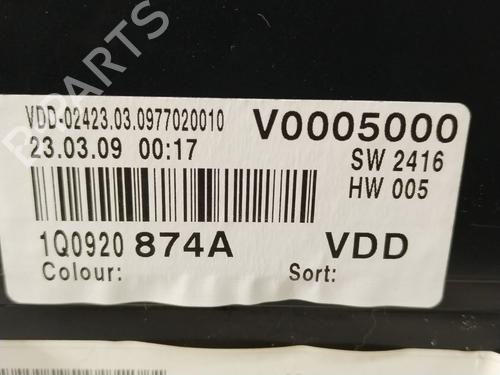 VDD-02423.03.0977020010 V0005000
23.03.09 00:17 SW 2416
HW 005
1Q0920 874A VDD
Colour: Sort:
PARTS